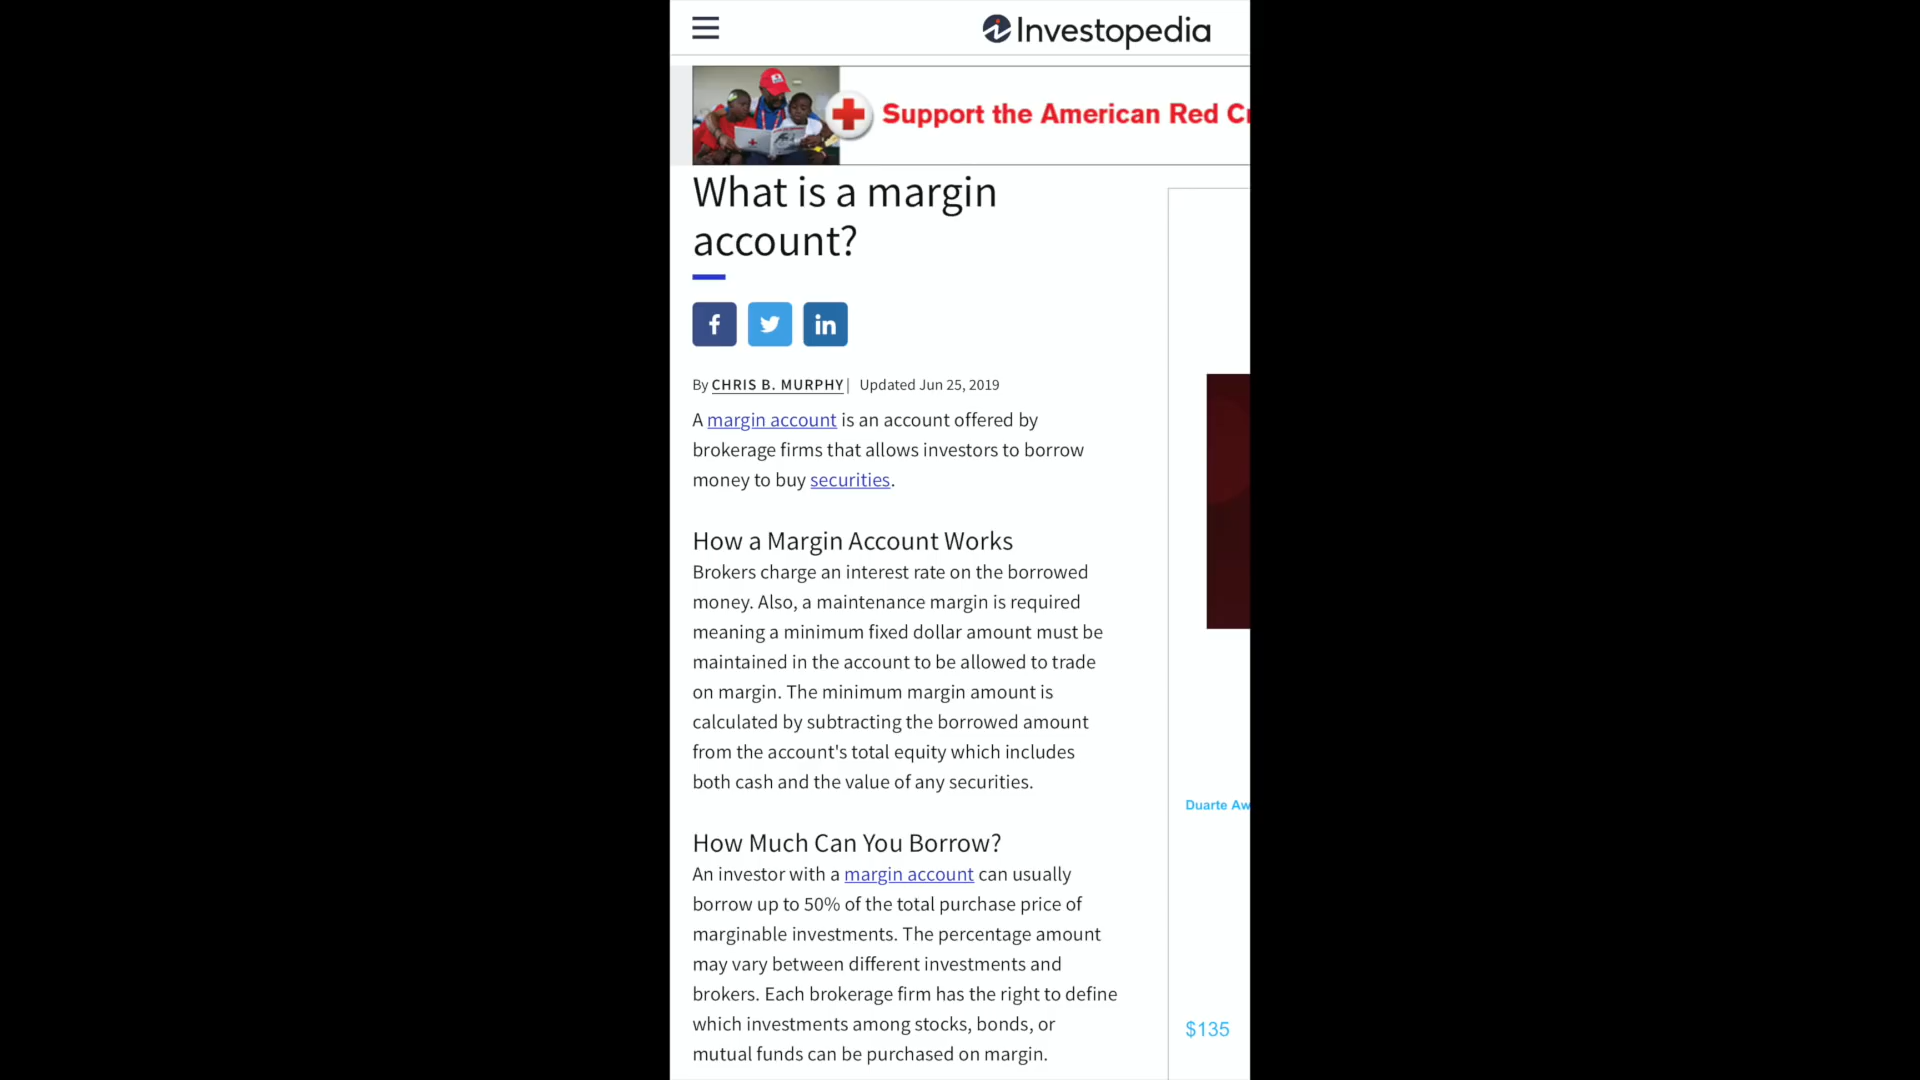 Investopedia
Support the American Red
What is a margin
account?
By CHRIS B. MURPHY | Updated Jun 25, 2019
A margin account is an account offered by
brokerage firms that allows investors to borrow
money to buy securities.
How a Margin Account Works
Brokers charge an interest rate on the borrowed
money. Also, a maintenance margin is required
meaning a minimum fixed dollar amount must be
maintained in the account to be allowed to trade
on margin. The minimum margin amount is
calculated by subtracting the borrowed amount
from the account's total equity which includes
both cash and the value of any securities.
How Much Can You Borrow?
An investor with a margin account can usually
borrow up to 50% of the total purchase price of
marginable investments. The percentage amount
may vary between different investments and
brokers. Each brokerage firm has the right to define
which investments among stocks, bonds, or
mutual funds can be purchased on margin.
Duarte
$135